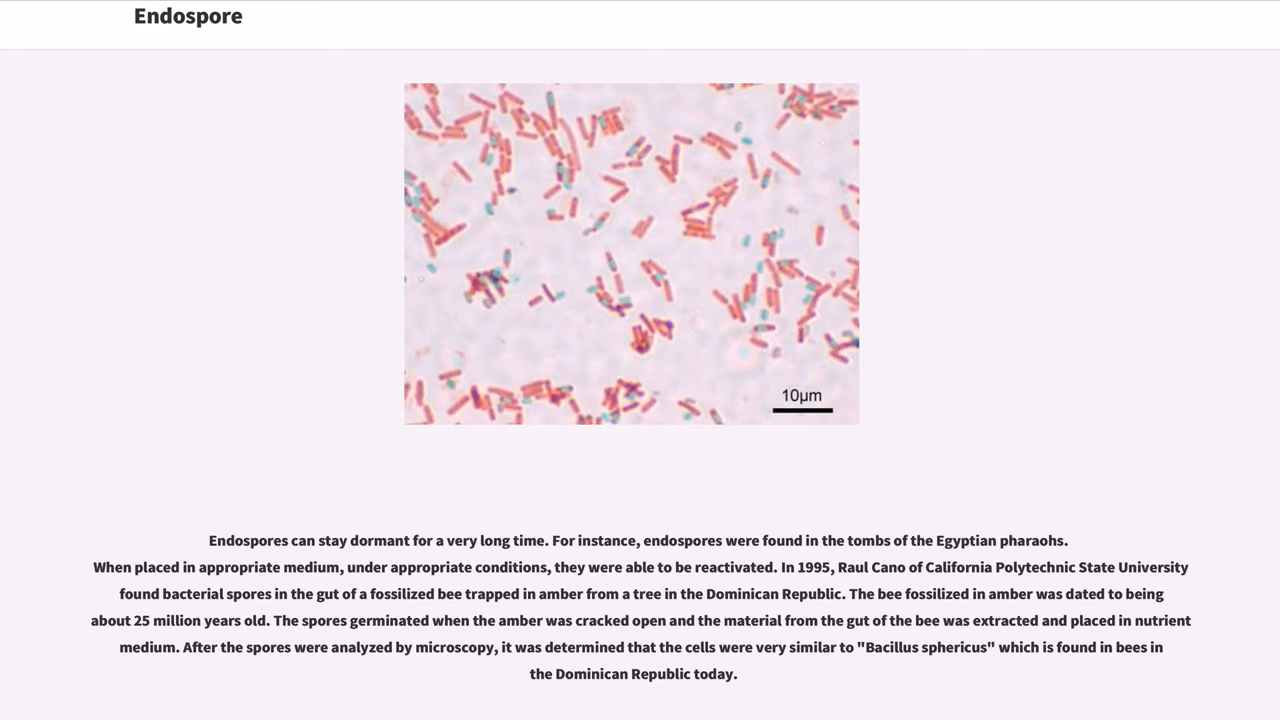 Endospore
10µm
Endospores can stay dormant for a very long time. For instance, endospores were found in the tombs of the Egyptian pharaohs.
When placed in appropriate medium, under appropriate conditions, they were able to be reactivated. In 1995, Raul Cano of California Polytechnic State University
found bacterial spores in the gut of a fossilized bee trapped in amber from a tree in the Dominican Republic. The bee fossilized in amber was dated to being
about 25 million years old. The spores germinated when the amber was cracked open and the material from the gut of the bee was extracted and placed in nutrient
medium. After the spores were analyzed by microscopy, it was determined that the cells were very similar to "Bacillus sphericus" which is found in bees in
the Dominican Republic today.